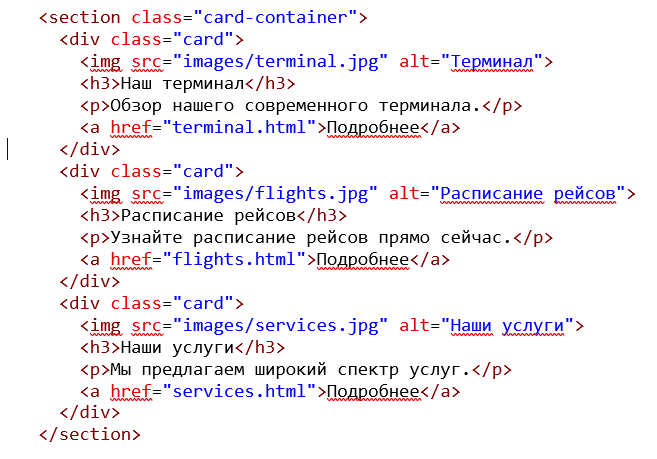 <section class="card-container">
<div class="card">
<img src="images/terminal.jpg" alt="Терминал">
<h3>Наш терминал</h3>
<p>Обзор нашего современного терминала.</p>
<a href="terminal.html">Подробнее</a>
</div>
<div class="card">
<img src="images/flights.jpg" alt="Расписание рейсов">
<h3>Расписание рейсов</h3>
<p>Узнайте расписание рейсов прямо сейчас.</p>
<a href="flights.html">Подробнее</a>
</div>
<div class="card">
<img src="images/services.jpg" alt="Наши услуги">
<h3>Наши услуги</h3>
<p>Мы предлагаем широкий спектр услуг.</p>
<a href="services.html">Подробнее</a>
</div>
</section>